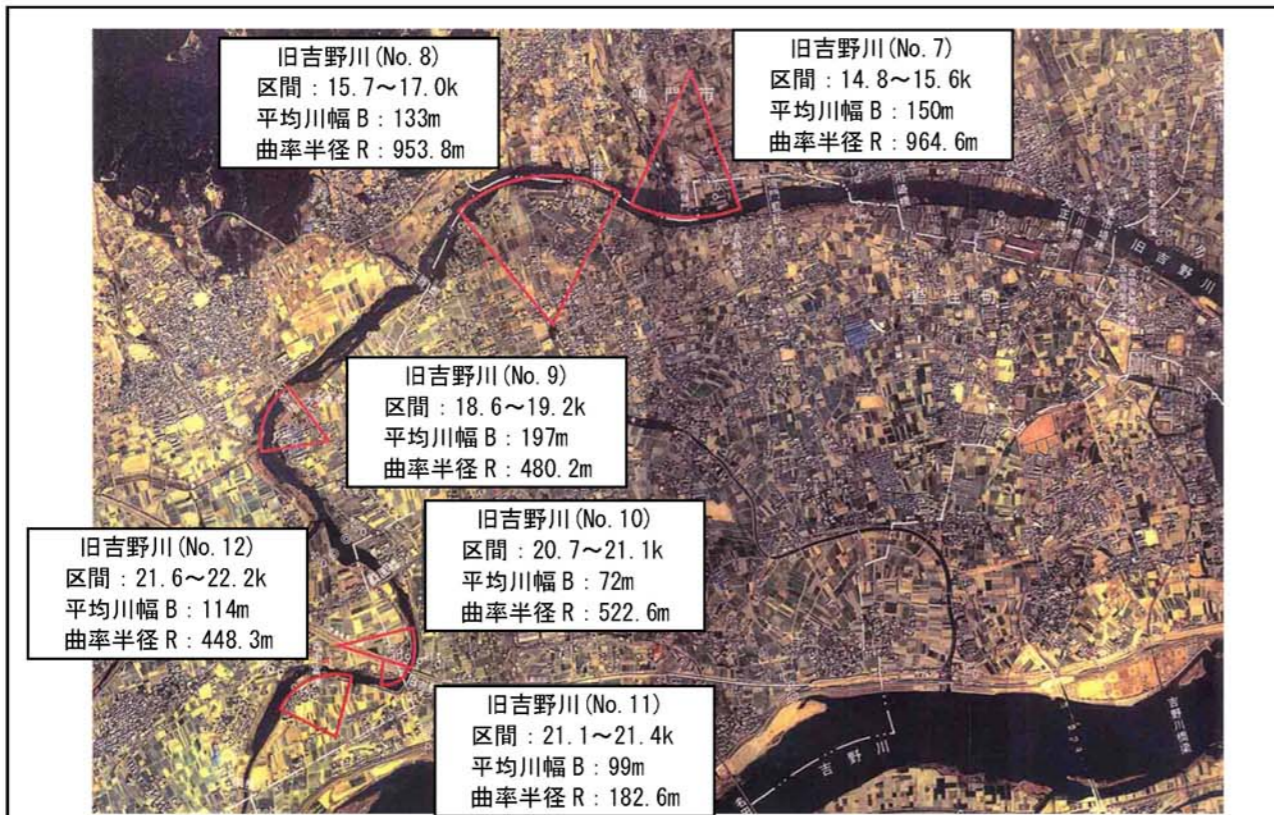 旧吉野川(No. 8)
区間：15.7～17.0k
平均川幅 B：133m
曲率半径 R：953.8m
旧吉野川(No. 7)
区間：14.8～15.6k
平均川幅 B：150m
曲率半径 R：964.6m
旧吉野川
旧吉野川(No. 9)
区間：18.6～19.2k
平均川幅 B：197m
曲率半径 R：480.2m
旧吉野川(No. 10)
区間：20.7～21.1k
平均川幅 B：72m
曲率半径 R：522.6m
旧吉野川(No. 12)
区間：21.6～22.2k
平均川幅 B：114m
曲率半径 R：448.3m
旧吉野川(No. 11)
区間：21.1～21.4k
平均川幅 B：99m
曲率半径 R：182.6m
吉野川